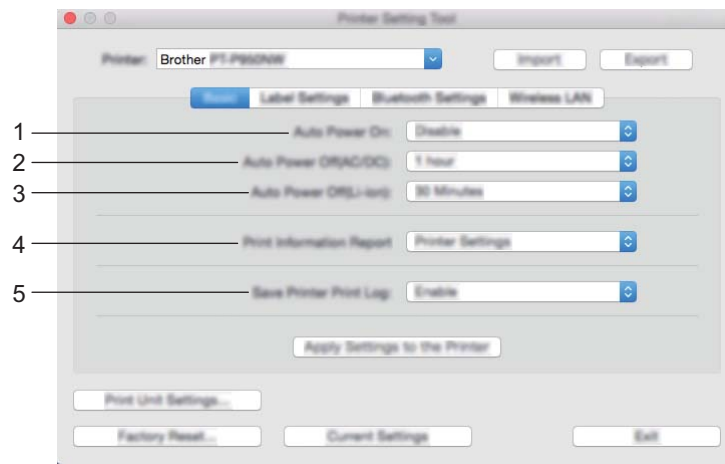 Printer Setting Tool
Printer: Brother PT-P950NW
Import
Export
Basic
Label Settings
Bluetooth Settings
Wireless LAN
1
Auto Power On: Disable
2
Auto Power Off(AC/DC): 1 hour
3
Auto Power Off(Li-ion): 30 Minutes
4
Print Information Report
Printer Settings
5
Save Printer Print Log: Enable
Apply Settings to the Printer
Print Unit Settings...
Factory Reset...
Current Settings
Exit